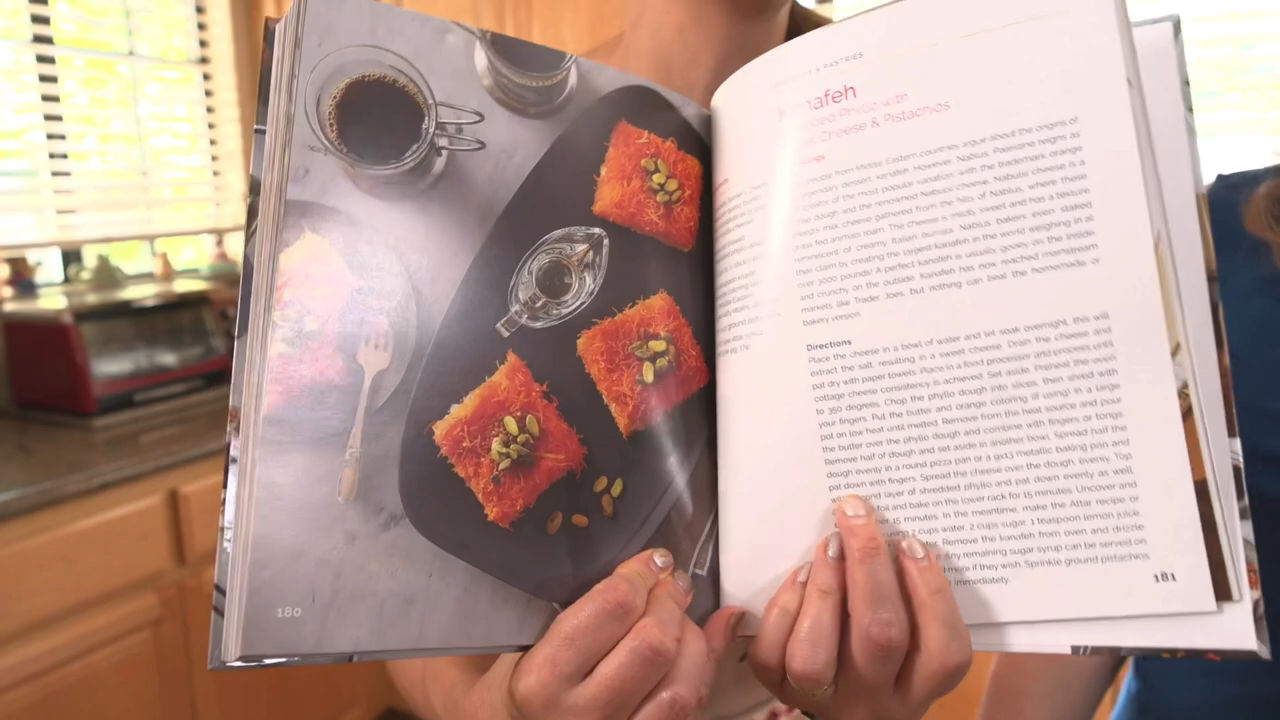 180
& PASTRIES
Kanafeh
Phyllo with
Cheese & Pistachios
people from Middle Eastern countries argue about the origins of
dessert, kanafeh. However, Nablus, Palestine reigns as
creator of the most popular variation, with the trademark orange
dough and the renowned Nabulsi cheese. Nabulsi cheese is a
milk cheese gathered from the hills of Nablus, where these
fed animals roam. The cheese is mildly sweet and has a texture
reminiscent of creamy Italian burrata. Nablus bakers even staked
their claim by creating the largest kanafeh in the world weighing in at
over 3000 pounds! A perfect kanafeh is usually gooey on the inside
and crunchy on the outside. Kanafeh has now reached mainstream
markets like Trader Joes, but nothing can beat the homemade or
bakery version.
Directions
Place the cheese in a bowl of water and let soak overnight, this will
extract the salt, resulting in a sweet cheese. Drain the cheese and
pat dry with paper towels. Place in a food processor and process until
cottage cheese consistency is achieved. Set aside. Preheat the oven
to 350 degrees. Chop the phyllo dough into slices, then shred with
your fingers. Put the butter and orange coloring (if using) in a large
pot on low heat until melted. Remove from the heat source and pour
the butter over the phyllo dough and combine with fingers or tongs.
Remove half of dough and set aside in another bowl. Spread half the
dough evenly in a round pizza pan or a 9x13 metallic baking pan and
pat down with fingers. Spread the cheese over the dough, evenly. Top
layer of shredded phyllo and pat down evenly as well.
foil and bake on the lower rack for 15 minutes. Uncover and
15 minutes. In the meantime, make the Attar recipe or
using 2 cups water, 2 cups sugar, 1 teaspoon lemon juice,
Remove the kanafeh from oven and drizzle
Any remaining sugar syrup can be served on
more if they wish. Sprinkle ground pistachios,
immediately.
181